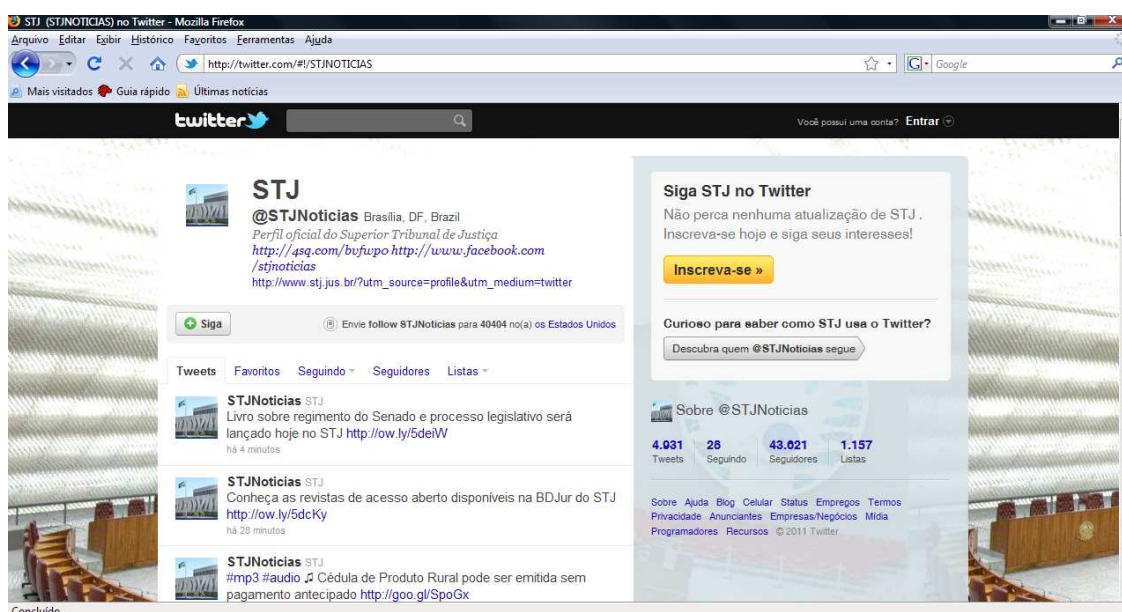 STJ (STJNOTICIAS) no Twitter - Mozilla Firefox
Arquivo Editar Exibir Histórico Favoritos Ferramentas Ajuda
http://twitter.com/#!/STJNOTICIAS
Google
Mais visitados Guia rápido Últimas notícias
twitter
Você possui uma conta? Entrar
STJ
@STJNoticias Brasília, DF, Brazil
Perfil oficial do Superior Tribunal de Justiça
http://4sq.com/bvfwpo http://www.facebook.com
/stjnoticias
http://www.stj.jus.br/?utm_source=profile&utm_medium=twitter
Siga
Envie follow STJNoticias para 40404 no(a) os Estados Unidos
Tweets Favoritos Seguindo Seguidores Listas
STJNoticias STJ
Livro sobre regimento do Senado e processo legislativo será
lançado hoje no STJ http://ow.ly/5deiW
há 4 minutos
STJNoticias STJ
Conheça as revistas de acesso aberto disponíveis na BDJur do STJ
http://ow.ly/5dcKy
há 28 minutos
STJNoticias STJ
#mp3 #audio ♫ Cédula de Produto Rural pode ser emitida sem
pagamento antecipado http://goo.gl/SpoGx
Siga STJ no Twitter
Não perca nenhuma atualização de STJ .
Inscreva-se hoje e siga seus interesses!
Inscreva-se »
Curioso para saber como STJ usa o Twitter?
Descubra quem @STJNoticias segue
Sobre @STJNoticias
4.931 28 43.621 1.157
Tweets Seguindo Seguidores Listas
Sobre Ajuda Blog Celular Status Empregos Termos
Privacidade Anunciantes Empresas/Negócios Mídia
Programadores Recursos © 2011 Twitter
Concluído